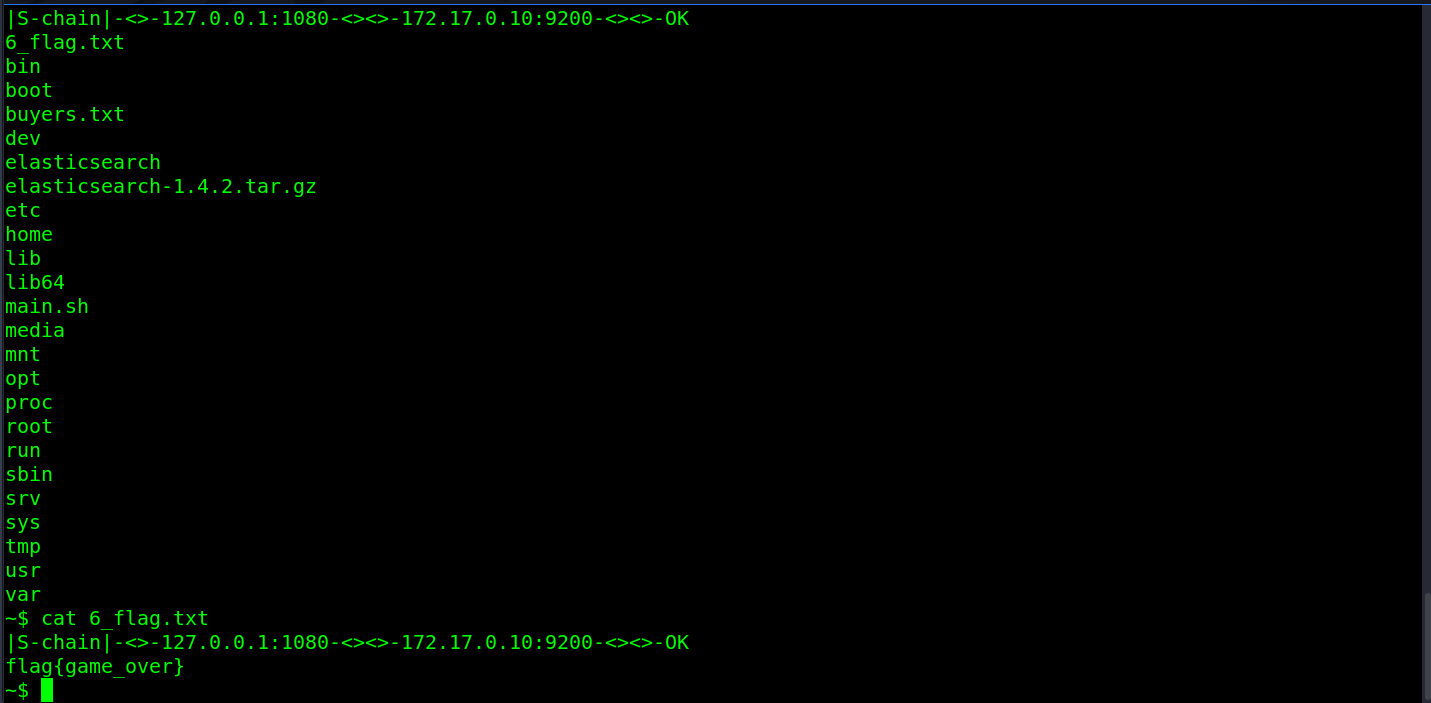 |S-chain|-<>-127.0.0.1:1080-<><>-172.17.0.10:9200-<><>-OK
6_flag.txt
bin
boot
buyers.txt
dev
elasticsearch
elasticsearch-1.4.2.tar.gz
etc
home
lib
lib64
main.sh
media
mnt
opt
proc
root
run
sbin
srv
sys
tmp
usr
var
~$ cat 6_flag.txt
|S-chain|-<>-127.0.0.1:1080-<><>-172.17.0.10:9200-<><>-OK
flag{game_over}
~$